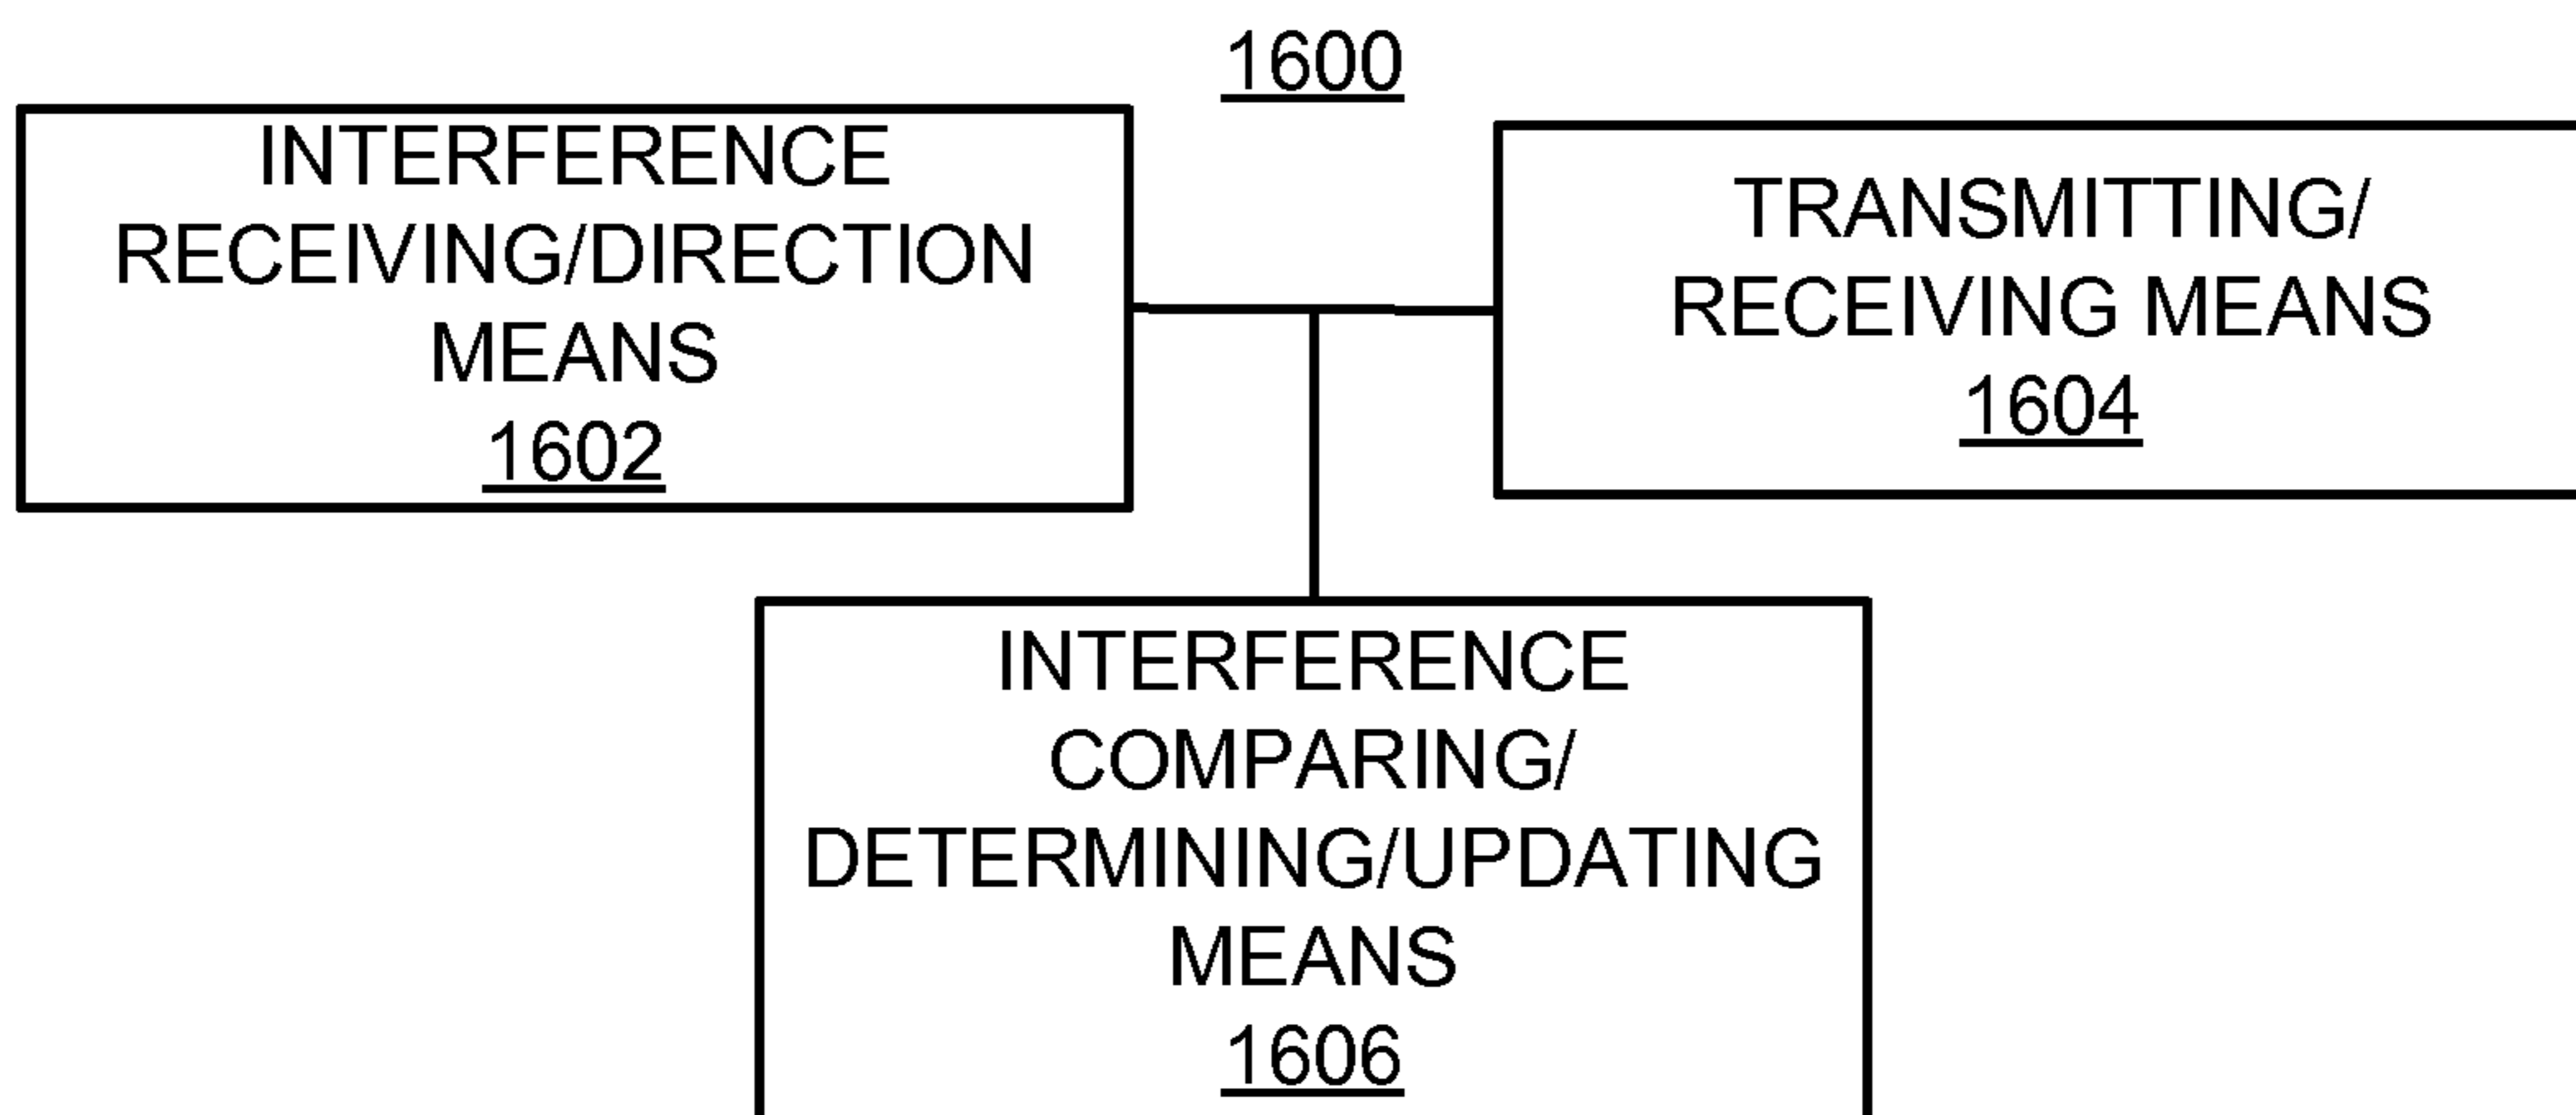 1600
INTERFERENCE
RECEIVING/DIRECTION
MEANS
1602
TRANSMITTING/
RECEIVING MEANS
1604
INTERFERENCE
COMPARING/
DETERMINING/UPDATING
MEANS
1606